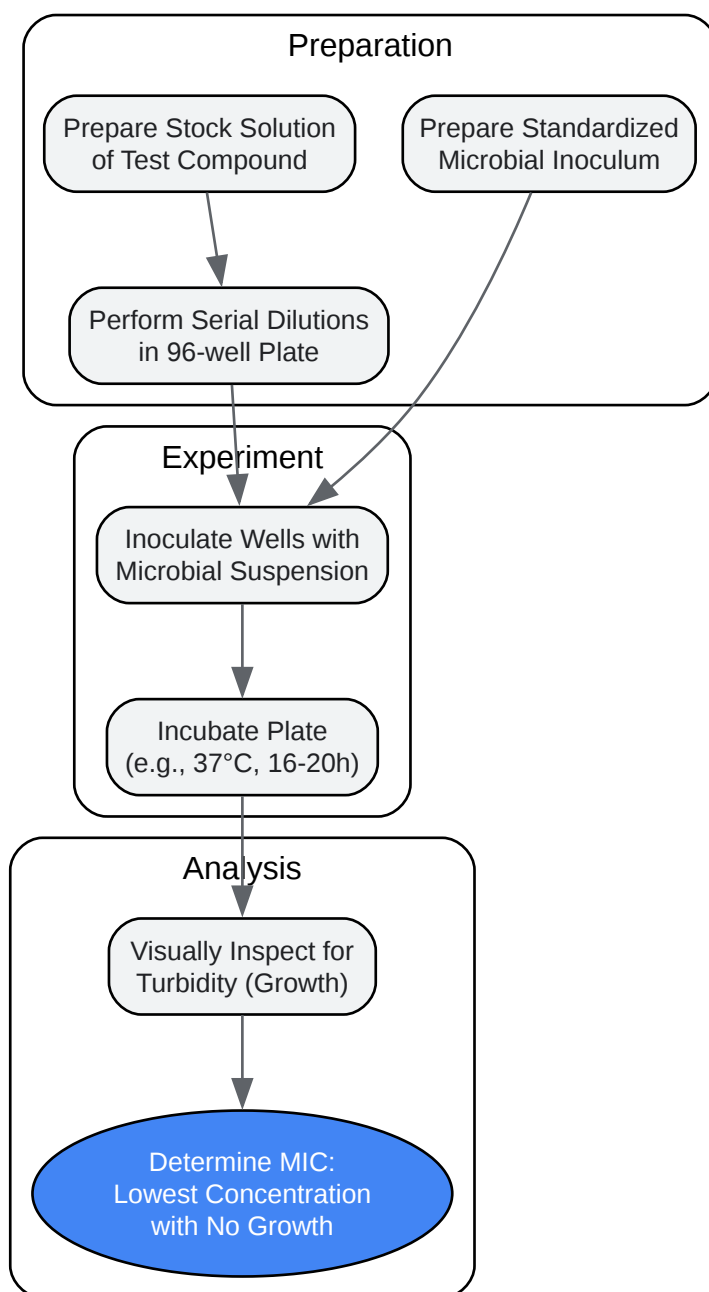 Preparation
Prepare Stock Solution
of Test Compound
Prepare Standardized
Microbial Inoculum
Perform Serial Dilutions
in 96-well Plate
Experiment
Inoculate Wells with
Microbial Suspension
Incubate Plate
(e.g., 37°C, 16-20h)
Analysis
Visually Inspect for
Turbidity (Growth)
Determine MIC:
Lowest Concentration
with No Growth